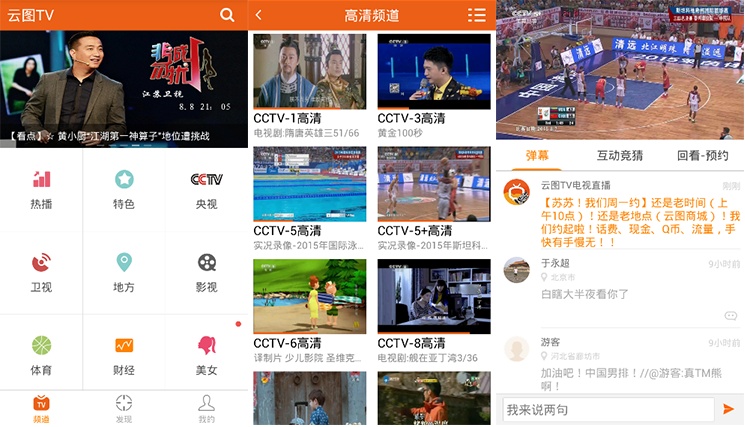 云图TV
江苏卫视
8.8 21:05
【看点】☆ 黄小厨"江湖第一神算子"地位遭挑战
热播
特色
CCTV
央视
卫视
地方
影视
体育
财经
美女
TV
频道
发现
我的
高清频道
CCTV-1高清
电视剧:隋唐英雄三51/66
CCTV-3高清
黄金100秒
CCTV-5高清
实况录像-2015年国际泳...
CCTV-5+高清
实况录像-2015年斯坦科...
CCTV-6高清
译制片 少儿影院 圣维克...
CCTV-8高清
电视剧:舰在亚丁湾3/36
清远
北江明珠
弹幕
互动竞猜
回看-预约
云图TV电视直播
刚刚
【苏苏！我们周一约】还是老时间（上
午10点）！还是老地点（云图商城）！我
们约起啦！话费、现金、Q币、流量，手
快有手慢无！！
于永超
9小时前
北京市
白瞎大半夜看你了
游客
9小时前
河北省廊坊市
加油吧！中国男排！//@游客:真TM熊
啊！
我来说两句